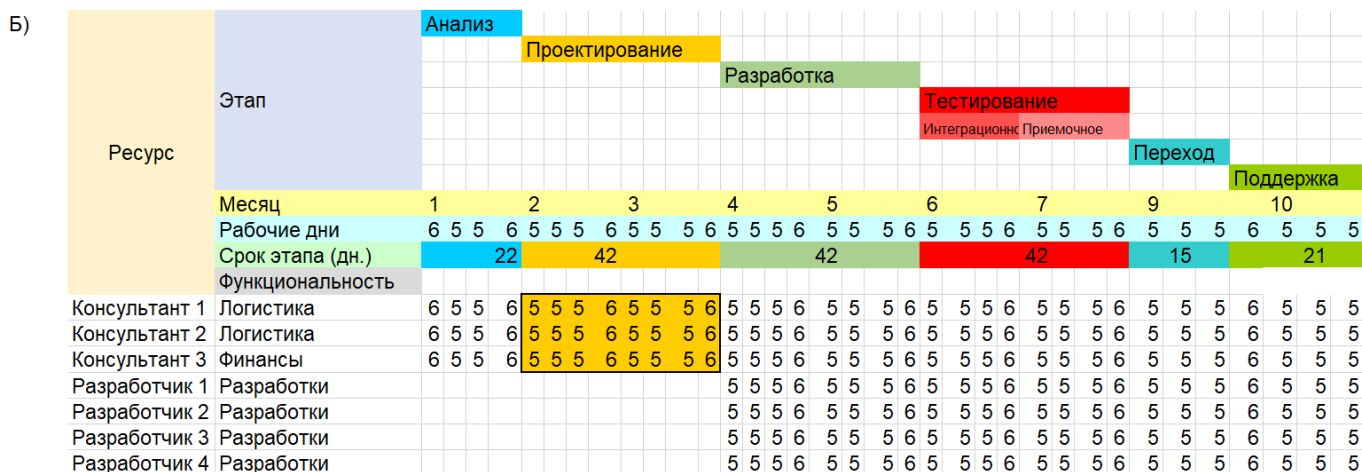 Б)
Анализ
Проектирование
Разработка
Этап
Тестирование
Интеграционнс Приемочное
Ресурс
Переход
Поддержка
Месяц 1 2 3 4 5 6 7 9 10
Рабочие дни 6 5 5 6 5 5 5 6 5 5 5 6 5 5 5 6 5 5 5 6 5 5 5 6 5 5 5 6 5 5 5 6 5 5 5
Срок этапа (дн.) 22 42 42 42 15 21
Функциональность
Консультант 1 Логистика 6 5 5 6 5 5 5 6 5 5 5 6 5 5 5 6 5 5 5 6 5 5 5 6 5 5 5 6 5 5 5 6 5 5 5
Консультант 2 Логистика 6 5 5 6 5 5 5 6 5 5 5 6 5 5 5 6 5 5 5 6 5 5 5 6 5 5 5 6 5 5 5 6 5 5 5
Консультант 3 Финансы 6 5 5 6 5 5 5 6 5 5 5 6 5 5 5 6 5 5 5 6 5 5 5 6 5 5 5 6 5 5 5 6 5 5 5
Разработчик 1 Разработки 5 5 5 6 5 5 5 6 5 5 5 6 5 5 5 6 5 5 5 6 5 5 5
Разработчик 2 Разработки 5 5 5 6 5 5 5 6 5 5 5 6 5 5 5 6 5 5 5 6 5 5 5
Разработчик 3 Разработки 5 5 5 6 5 5 5 6 5 5 5 6 5 5 5 6 5 5 5 6 5 5 5
Разработчик 4 Разработки 5 5 5 6 5 5 5 6 5 5 5 6 5 5 5 6 5 5 5 6 5 5 5